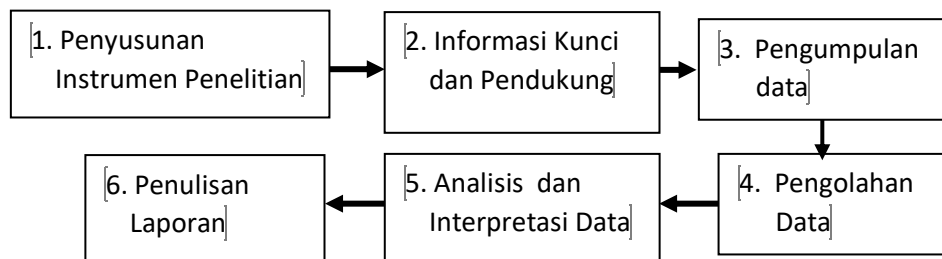 1. Penyusunan
Instrumen Penelitian
2. Informasi Kunci
dan Pendukung
3. Pengumpulan
data
4. Pengolahan
Data
5. Analisis dan
Interpretasi Data
6. Penulisan
Laporan